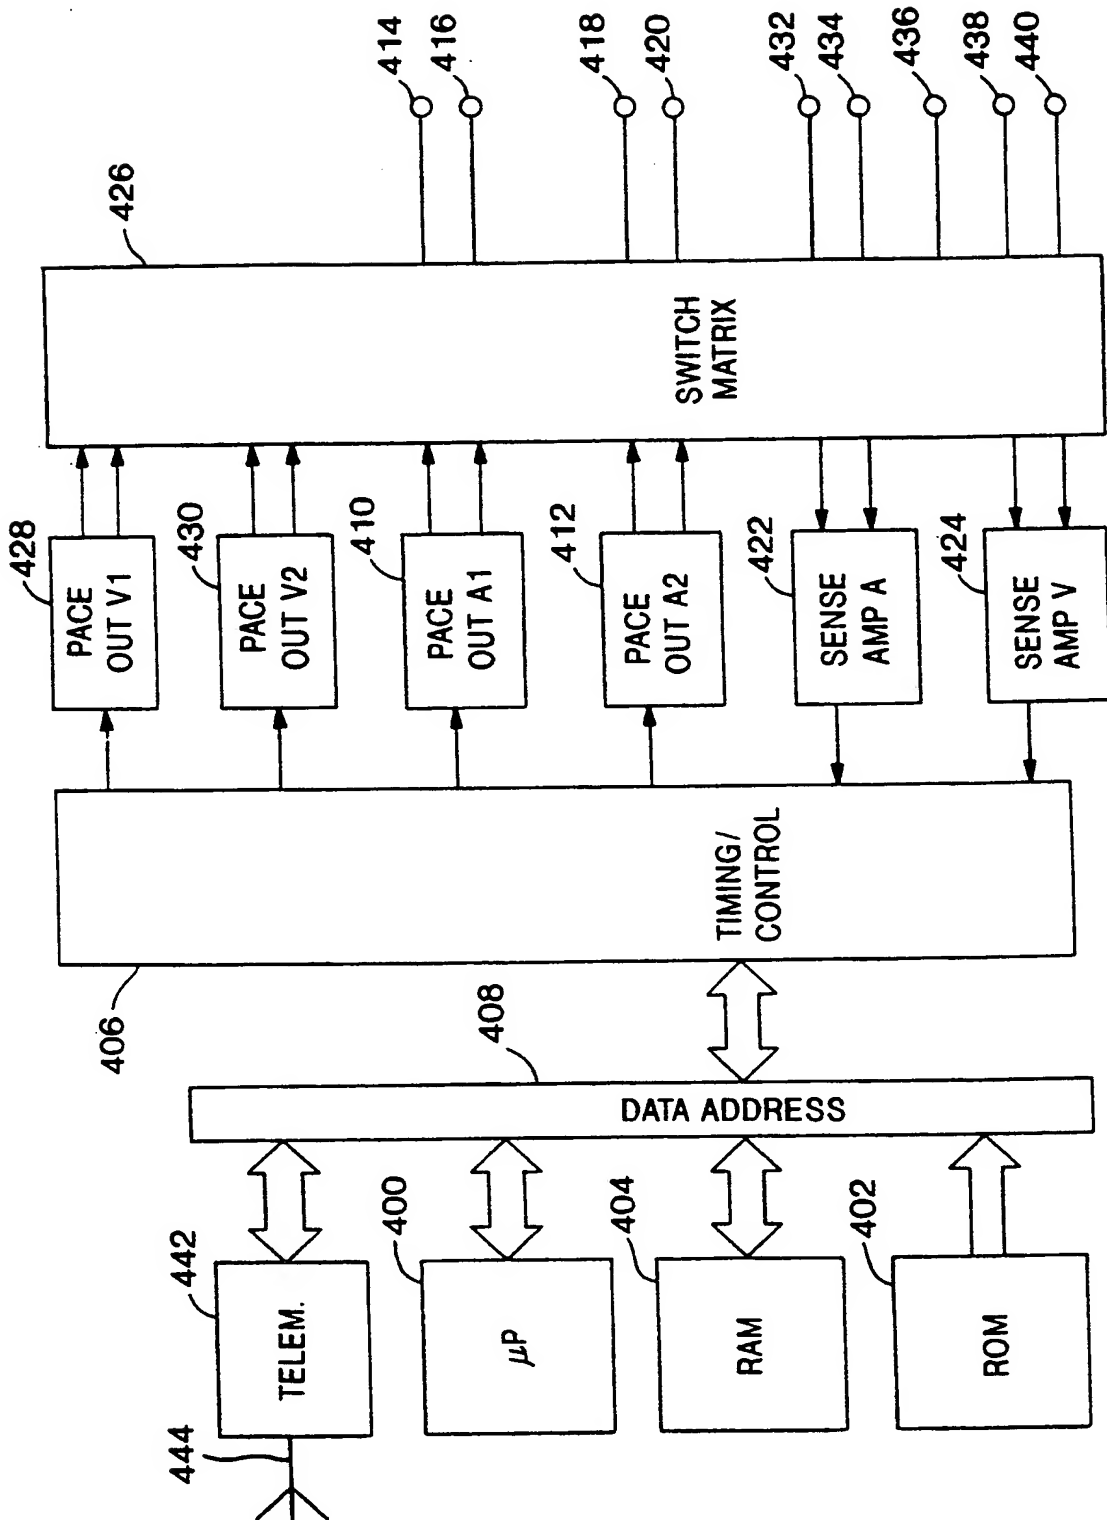 444
442
TELEM.
400
μP
404
RAM
402
ROM
408
DATA ADDRESS
406
TIMING/
CONTROL
428
PACE
OUT V1
430
PACE
OUT V2
410
PACE
OUT A1
412
PACE
OUT A2
422
SENSE
AMP A
424
SENSE
AMP V
426
SWITCH
MATRIX
414
416
418
420
432
434
436
438
440